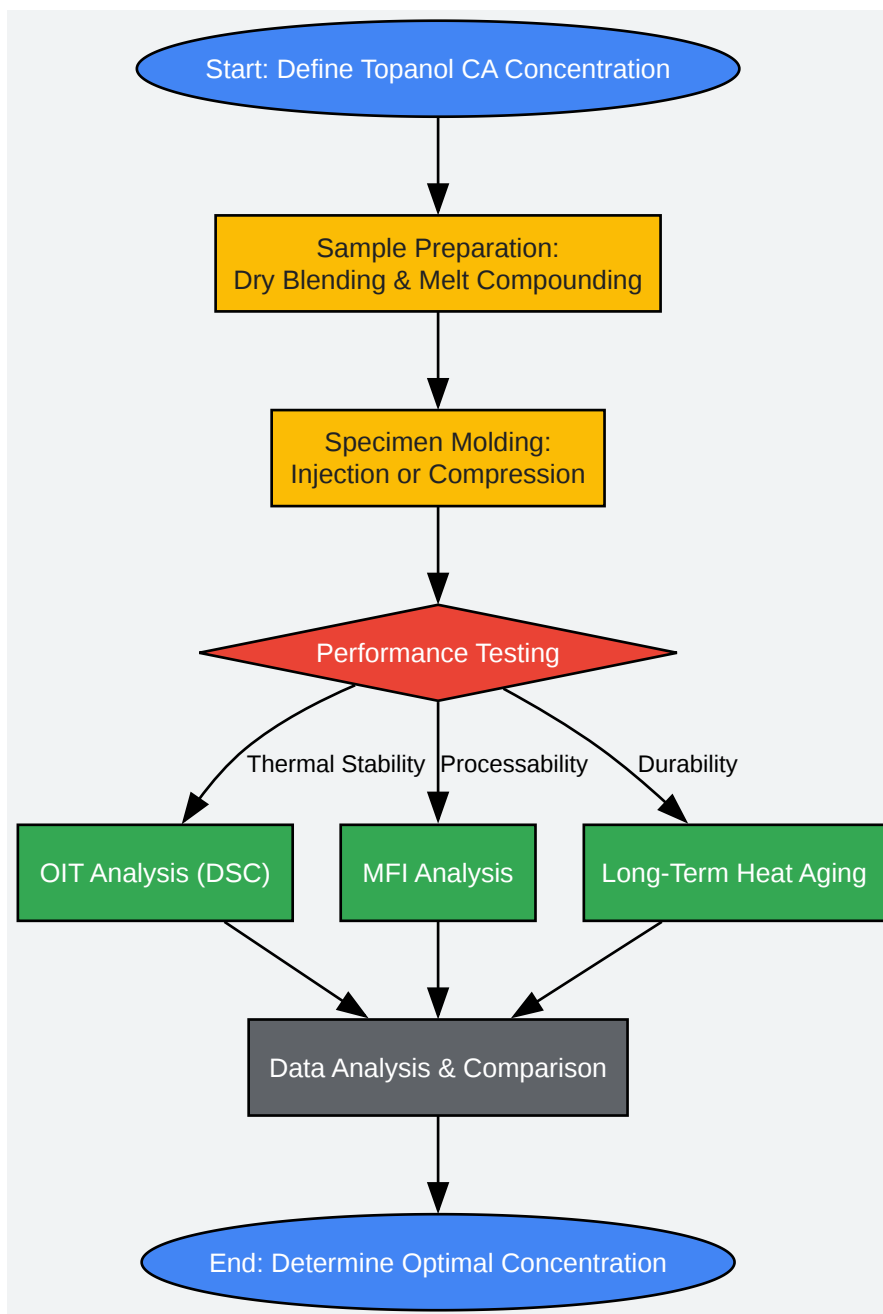 Start: Define Topanol CA Concentration
Sample Preparation:
Dry Blending & Melt Compounding
Specimen Molding:
Injection or Compression
Performance Testing
Thermal Stability
Processability
Durability
OIT Analysis (DSC)
MFI Analysis
Long-Term Heat Aging
Data Analysis & Comparison
End: Determine Optimal Concentration